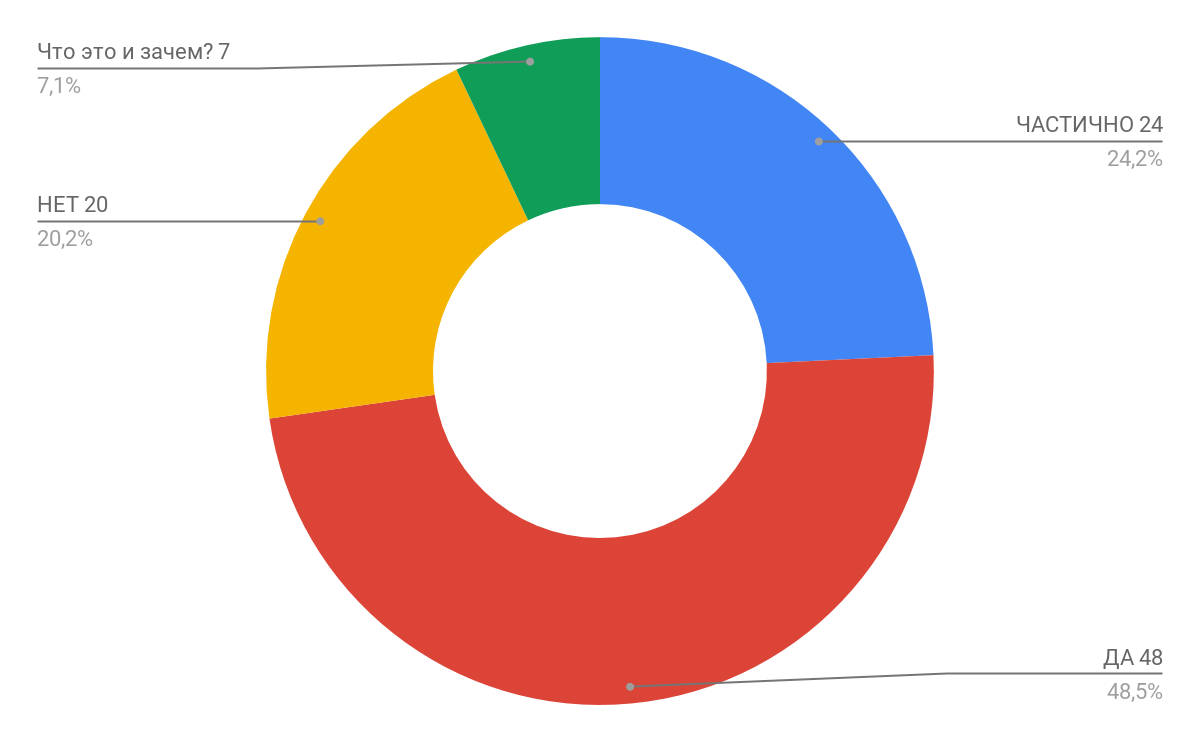 Что это и зачем? 7
7,1%
ЧАСТИЧНО 24
24,2%
НЕТ 20
20,2%
ДА 48
48,5%